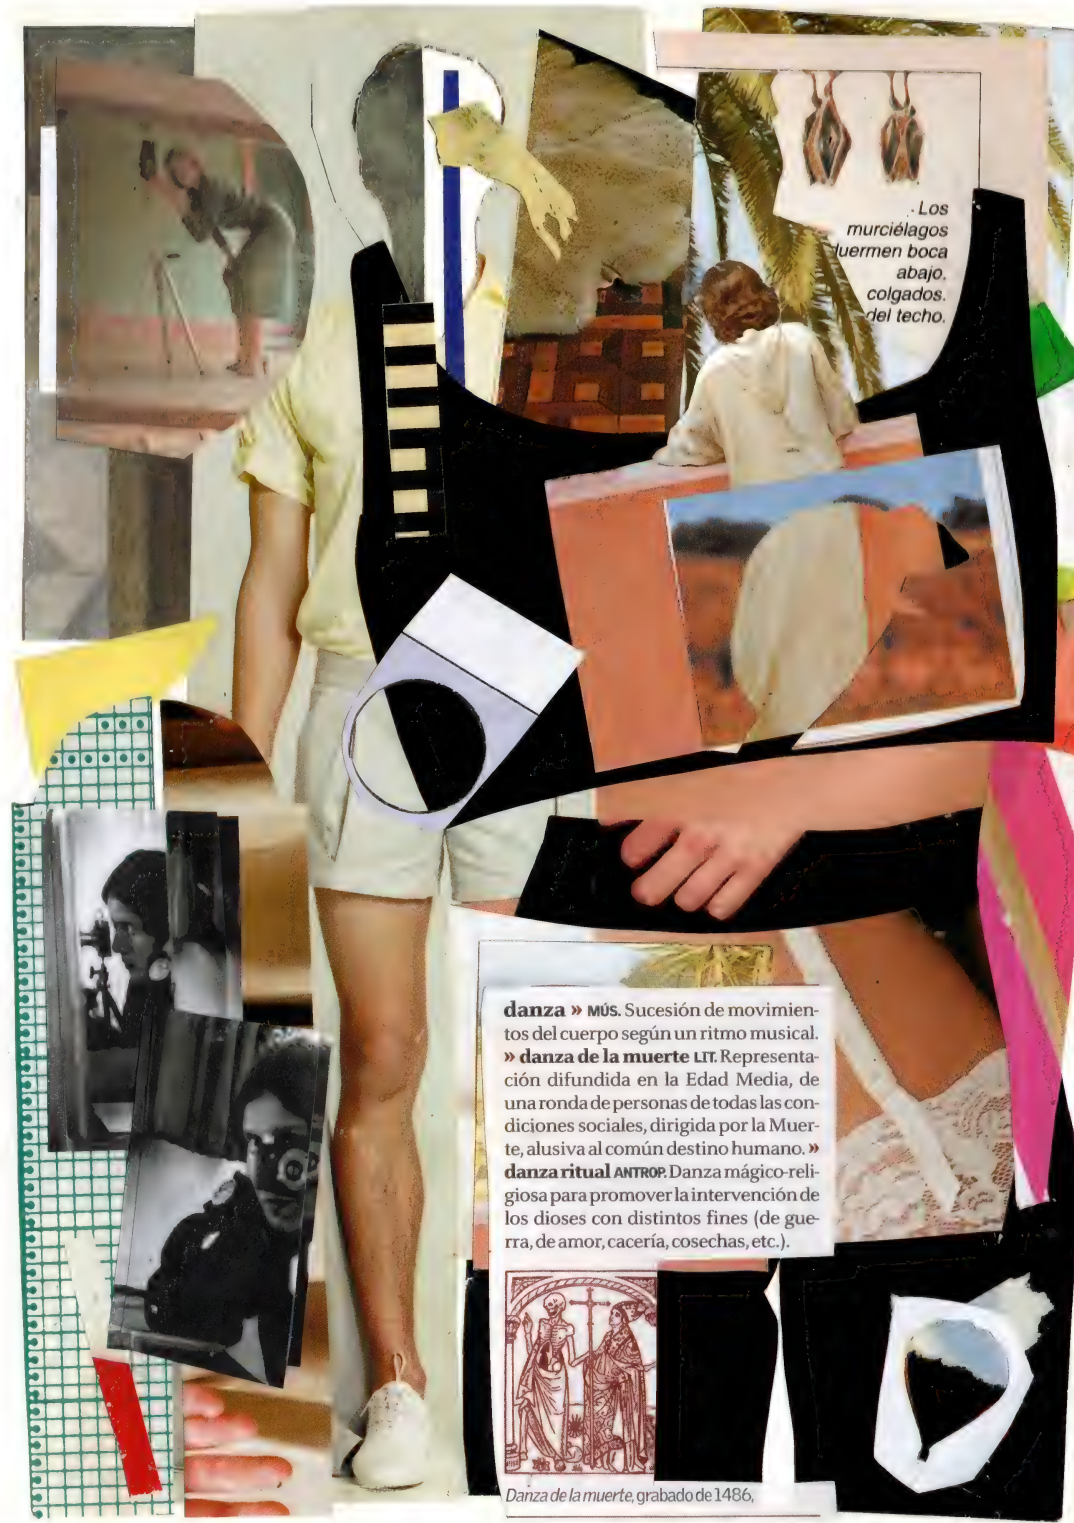 Los
murciélagos
duermen boca
abajo,
colgados.
del techo.
danza » MÚS. Sucesión de movimien-
tos del cuerpo según un ritmo musical.
» danza de la muerte LIT. Representa-
ción difundida en la Edad Media, de
una ronda de personas de todas las con-
diciones sociales, dirigida por la Muer-
te, alusiva al común destino humano. »
danza ritual ANTROP. Danza mágico-reli-
giosa para promover la intervención de
los dioses con distintos fines (de gue-
rra, de amor, cacería, cosechas, etc.).
Danza de la muerte, grabado de 1486,